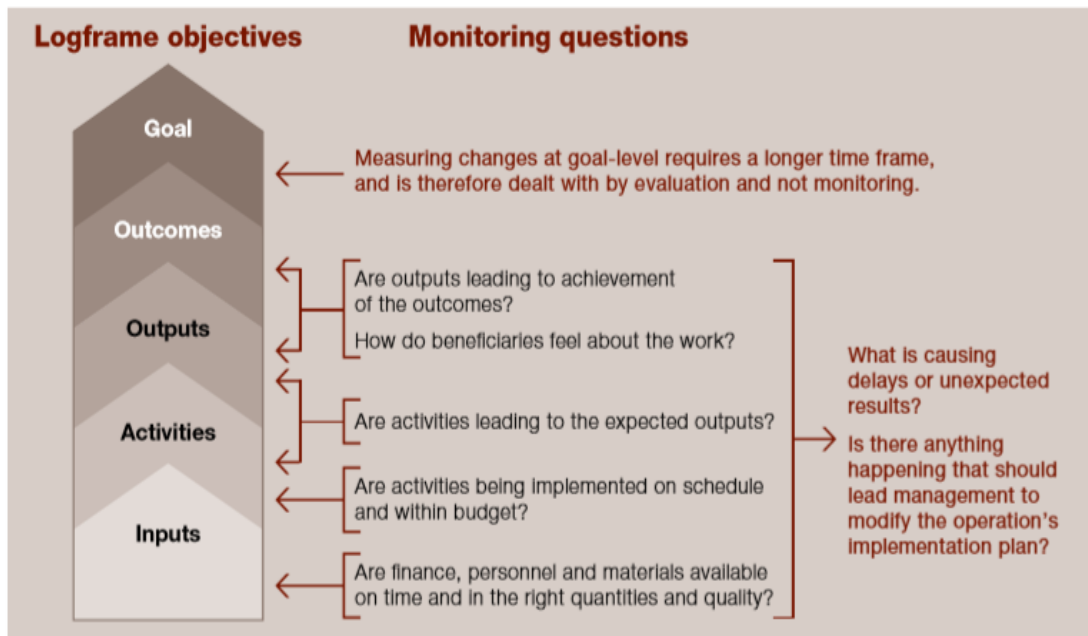 Logframe objectives
Monitoring questions
Goal
Measuring changes at goal-level requires a longer time frame,
and is therefore dealt with by evaluation and not monitoring.
Outcomes
Are outputs leading to achievement
of the outcomes?
How do beneficiaries feel about the work?
Outputs
Are activities leading to the expected outputs?
Activities
Are activities being implemented on schedule
and within budget?
Inputs
Are finance, personnel and materials available
on time and in the right quantities and quality?
What is causing
delays or unexpected
results?
Is there anything
happening that should
lead management to
modify the operation's
implementation plan?